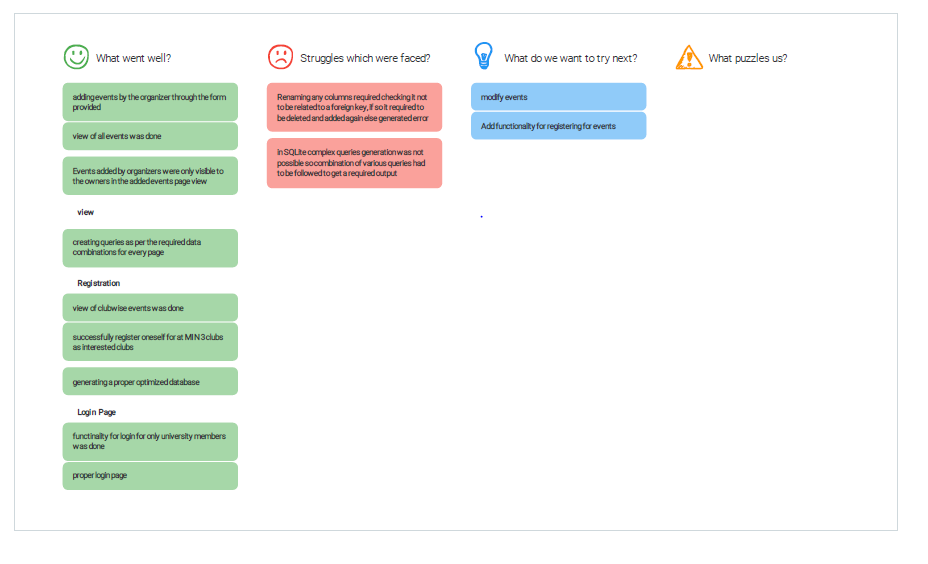 What went well?
adding events by the organizer through the form
provided
view of all events was done
Events added by organizers were only visible to
the owners in the added events page view
view
creating queries as per the required data
combinations for every page
Registration
view of clubwise events was done
successfully register oneself for at MIN 3 clubs
as interested clubs
generating a proper optimized database
Login Page
functinality for login for only university members
was done
proper login page
Struggles which were faced?
Renaming any columns required checking it not
to be related to a foreign key, if so it required to
be deleted and added again else generated error
in SQLite complex queries generation was not
possible so combination of various queries had
to be followed to get a required output
What do we want to try next?
modify events
Add functionality for registering for events
What puzzles us?